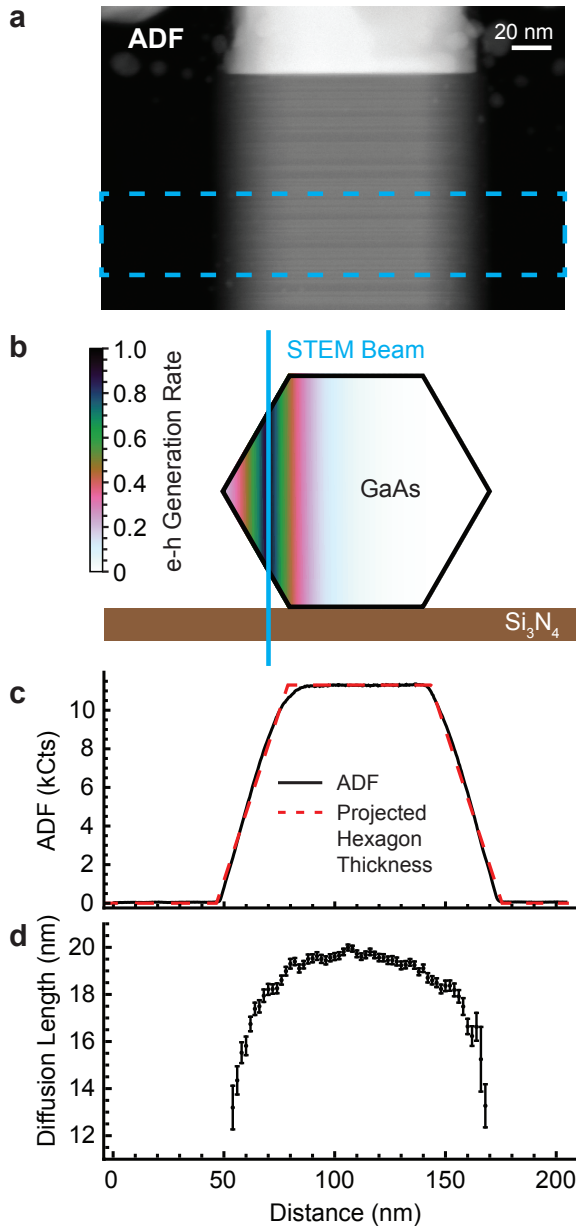 a
ADF
20 nm
b
1.0
0.8
0.6
0.4
0.2
0
e-h Generation Rate
STEM Beam
GaAs
Si₃N₄
c
10
8
6
4
2
0
ADF (kCts)
ADF
Projected
Hexagon
Thickness
d
20
18
16
14
12
Diffusion Length (nm)
0 50 100 150 200
Distance (nm)